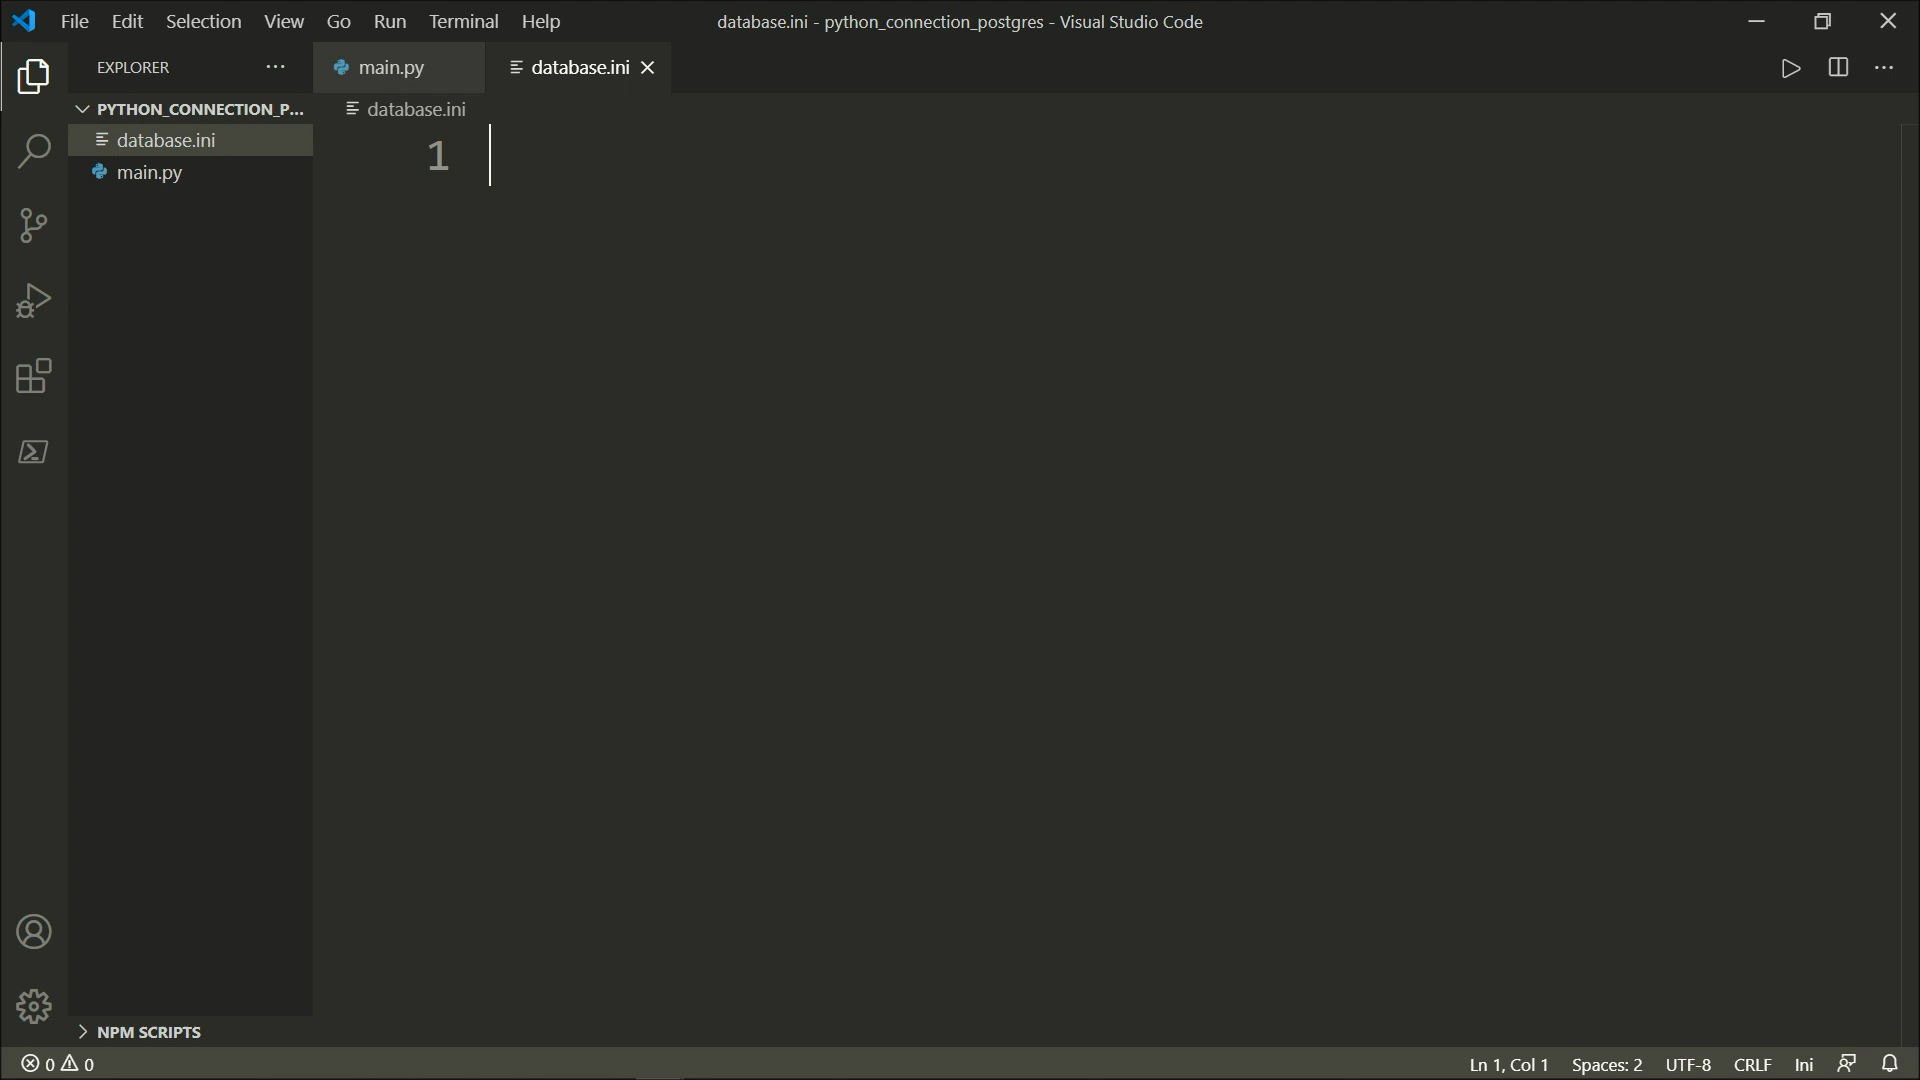 File Edit Selection View Go Run Terminal Help
database.ini - python_connection_postgres - Visual Studio Code
EXPLORER
main.py
database.ini
PYTHON_CONNECTION_P...
database.ini
database.ini
main.py
1
NPM SCRIPTS
0 0
Ln 1, Col 1 Spaces: 2 UTF-8 CRLF Ini